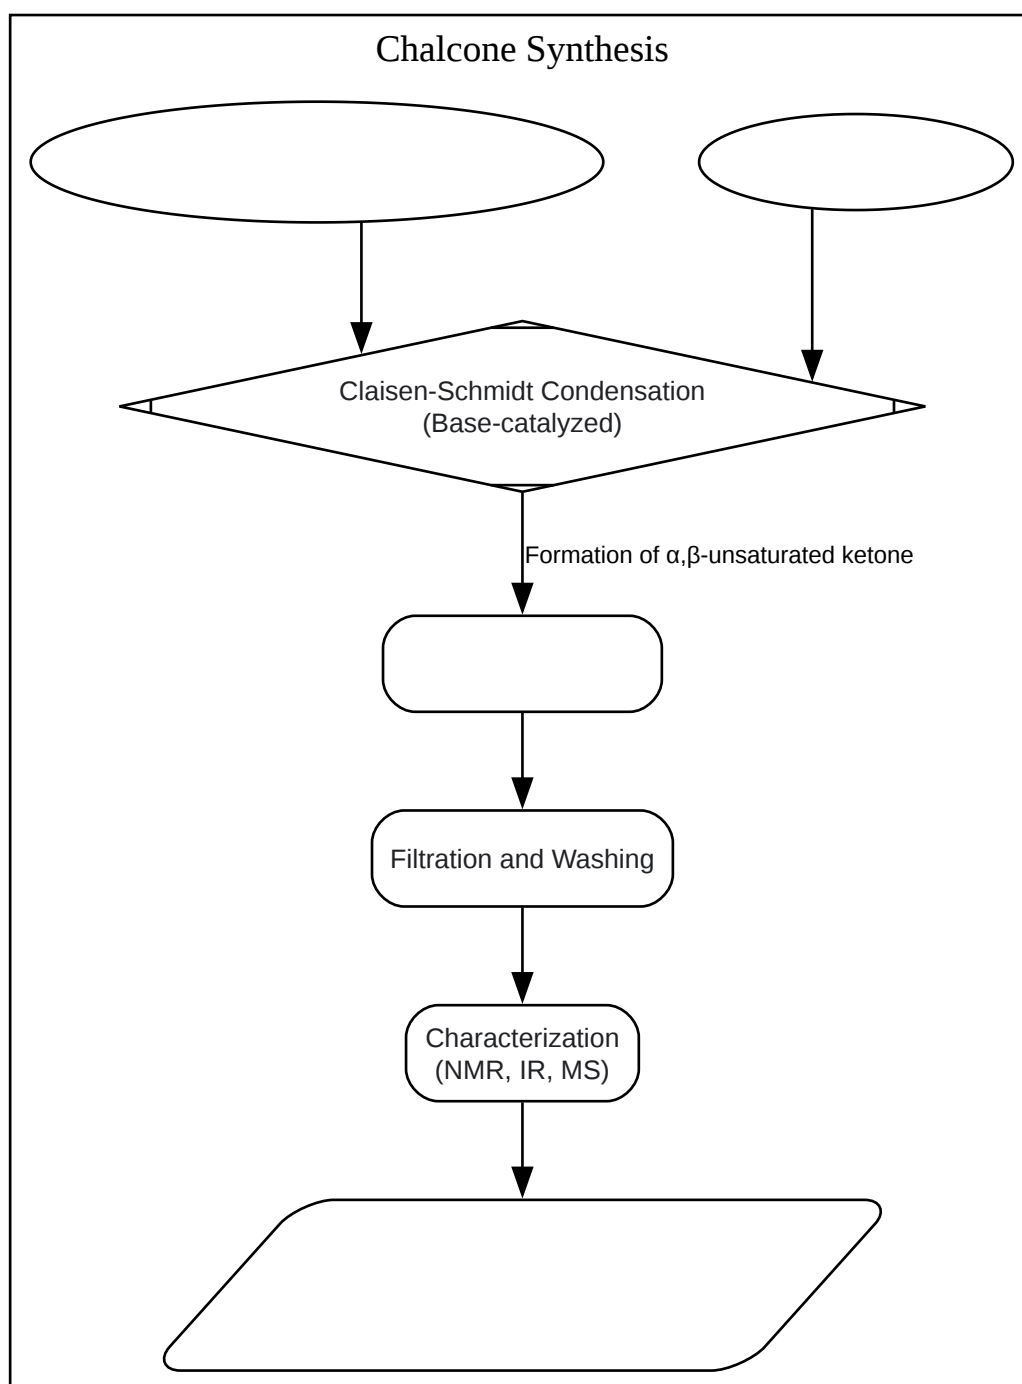 Chalcone Synthesis
Claisen-Schmidt Condensation
(Base-catalyzed)
Formation of α,β-unsaturated ketone
Filtration and Washing
Characterization
(NMR, IR, MS)